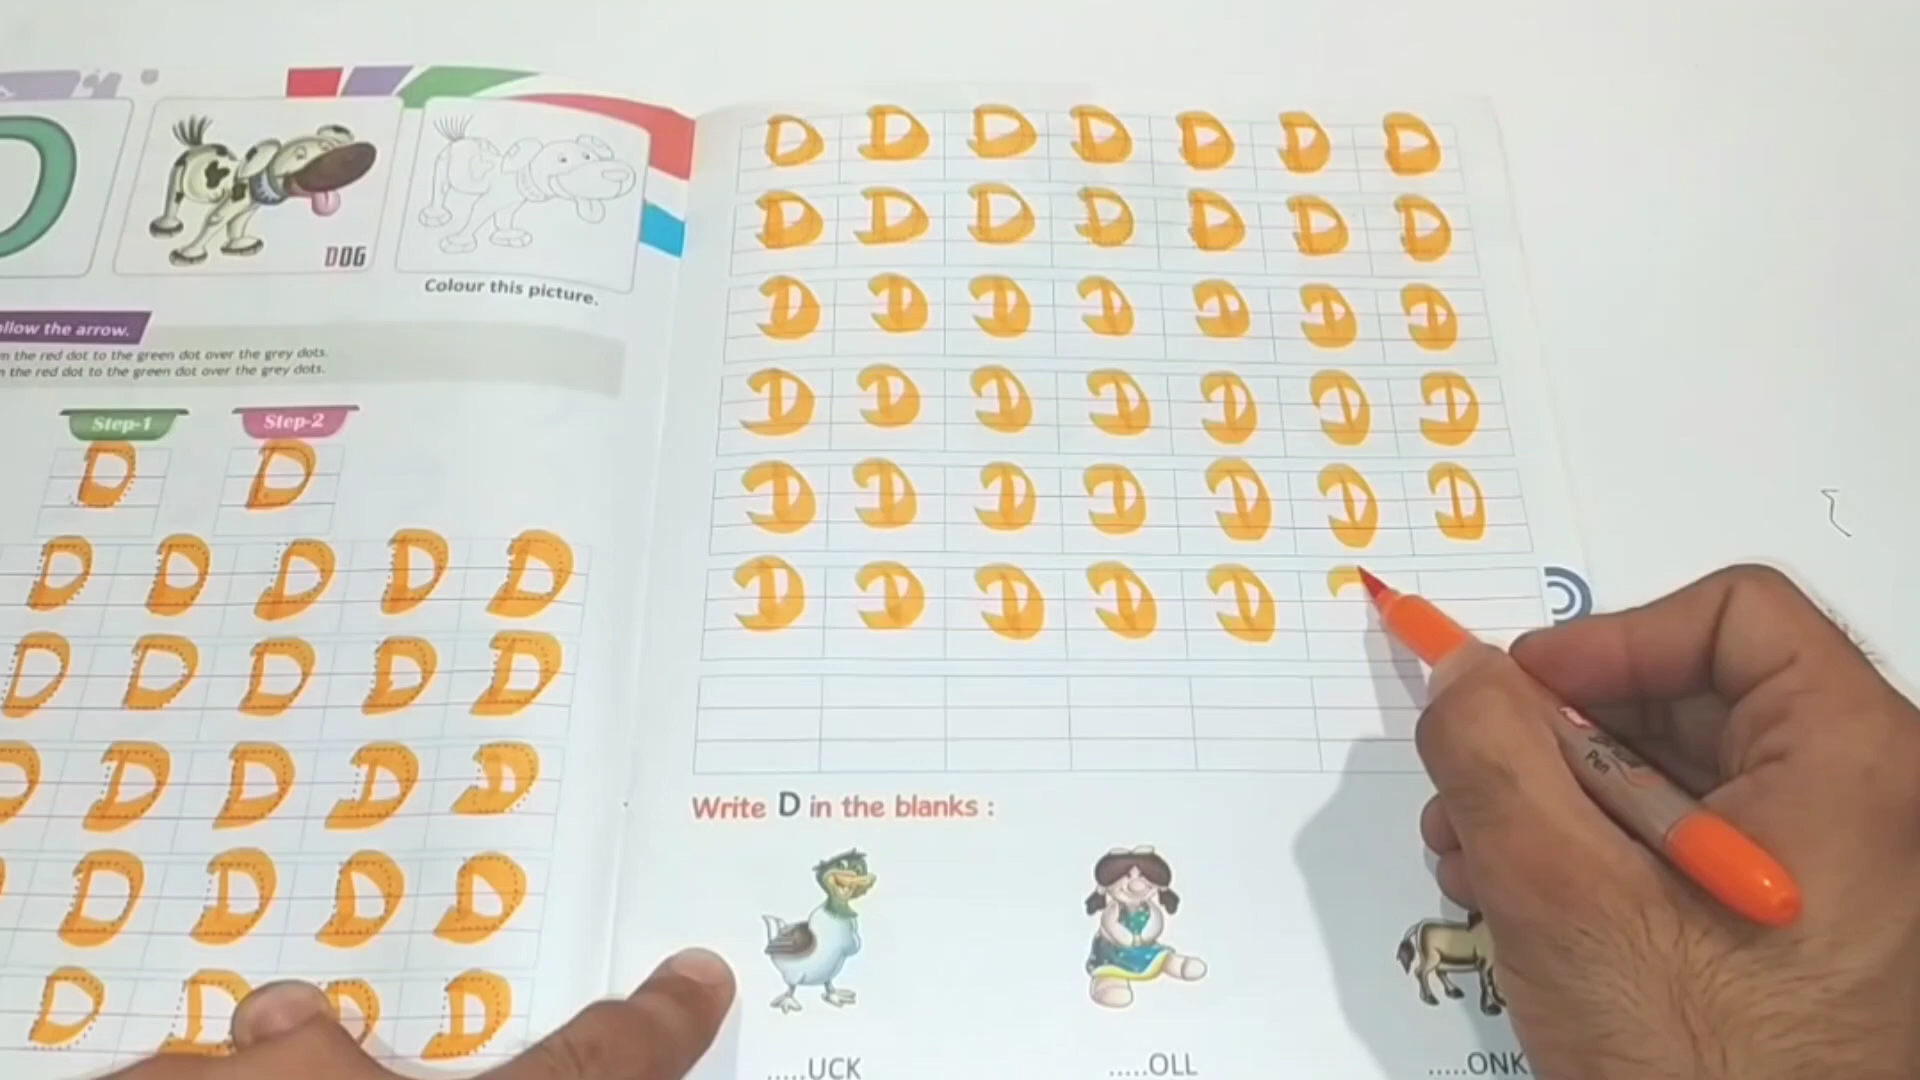 D
DOG
Colour this picture.
llow the arrow.
m the red dot to the green dot over the grey dots.
the red dot to the green dot over the grey dots.
Step-1 Step-2
D D
D D D D D
D D D D D
D D D D D
D D D D
D D D D
D D D D D D D
D D D D D D D
D D D D D D D
D D D D D D D
D D D D D D D
D D D D D
Write D in the blanks :
.....UCK .....OLL .....ONK
Pen